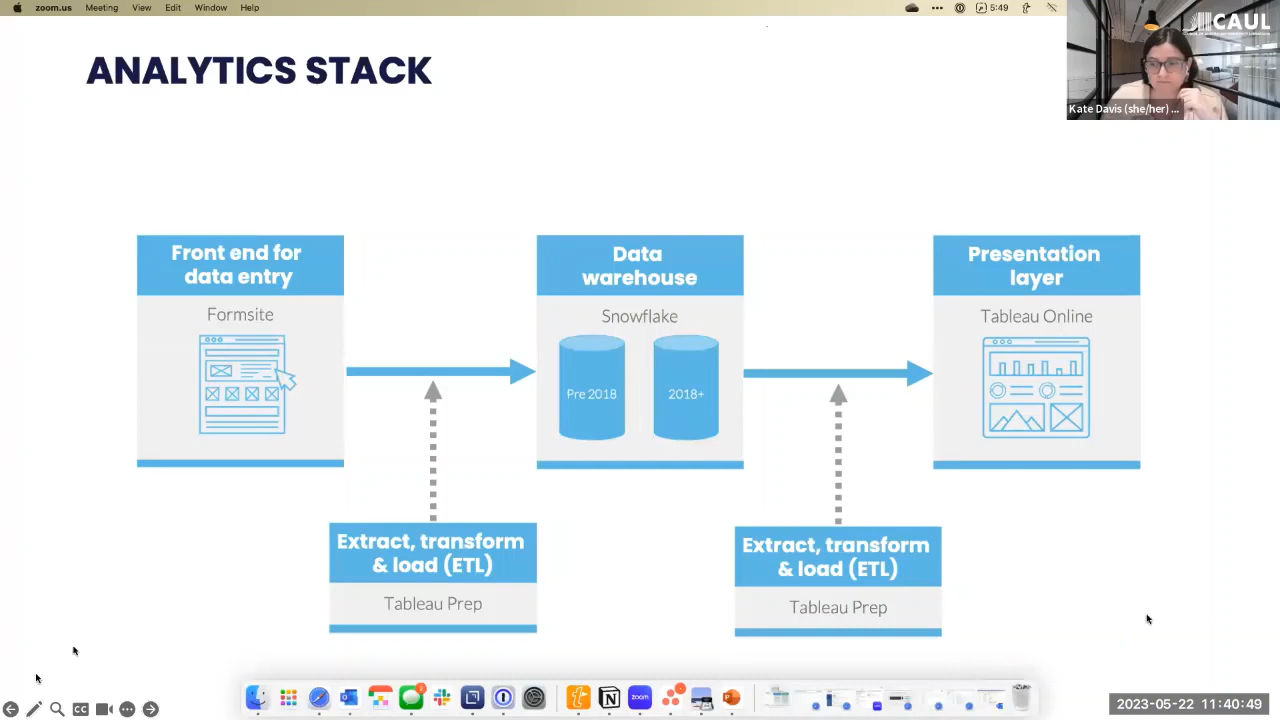 zoom.us Meeting View Edit Window Help
5:49
CAUL
Kate Davis (she/her) ...
ANALYTICS STACK
Front end for
data entry
Formsite
Data
warehouse
Snowflake
Pre 2018
2018+
Presentation
layer
Tableau Online
Extract, transform
& load (ETL)
Tableau Prep
Extract, transform
& load (ETL)
Tableau Prep
zoom
CC
2023-05-22 11:40:49